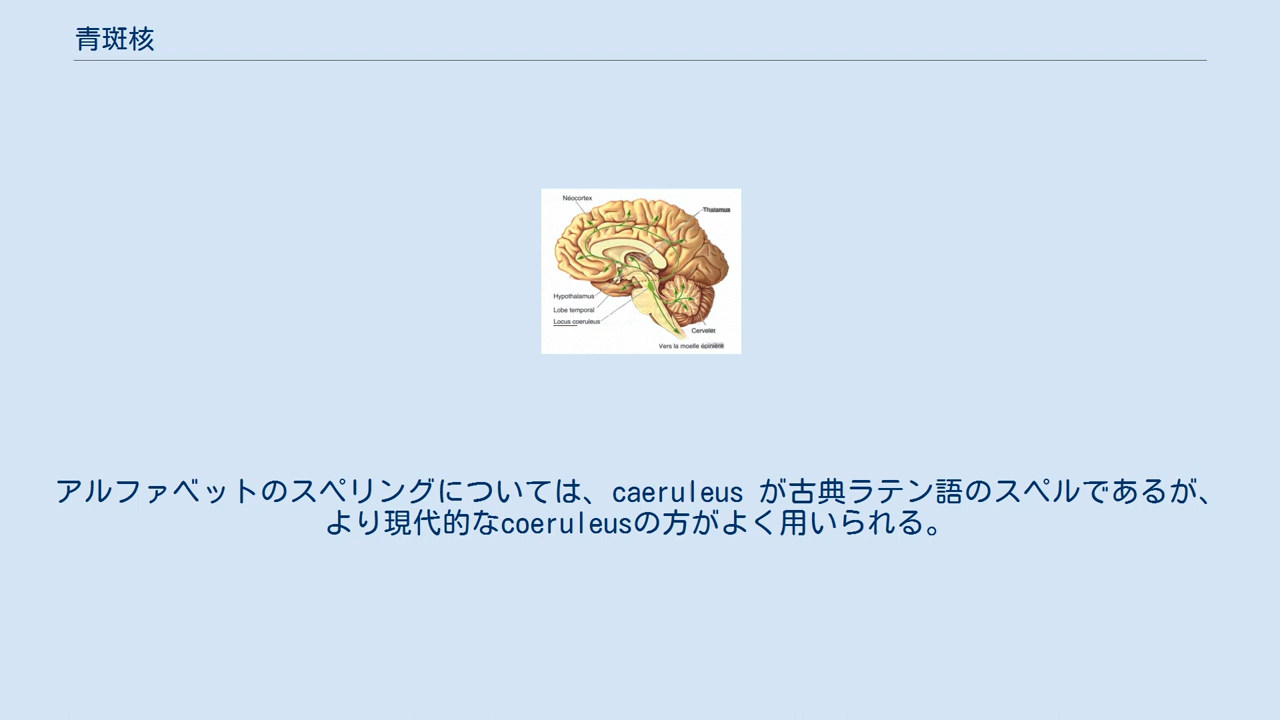 青斑核
Néocortex
Thalamus
Hypothalamus
Lobe temporal
Locus coeruleus
Cervelet
Vers la moelle épinière
アルファベットのスペリングについては、caeruleus が古典ラテン語のスペルであるが、
より現代的なcoeruleusの方がよく用いられる。